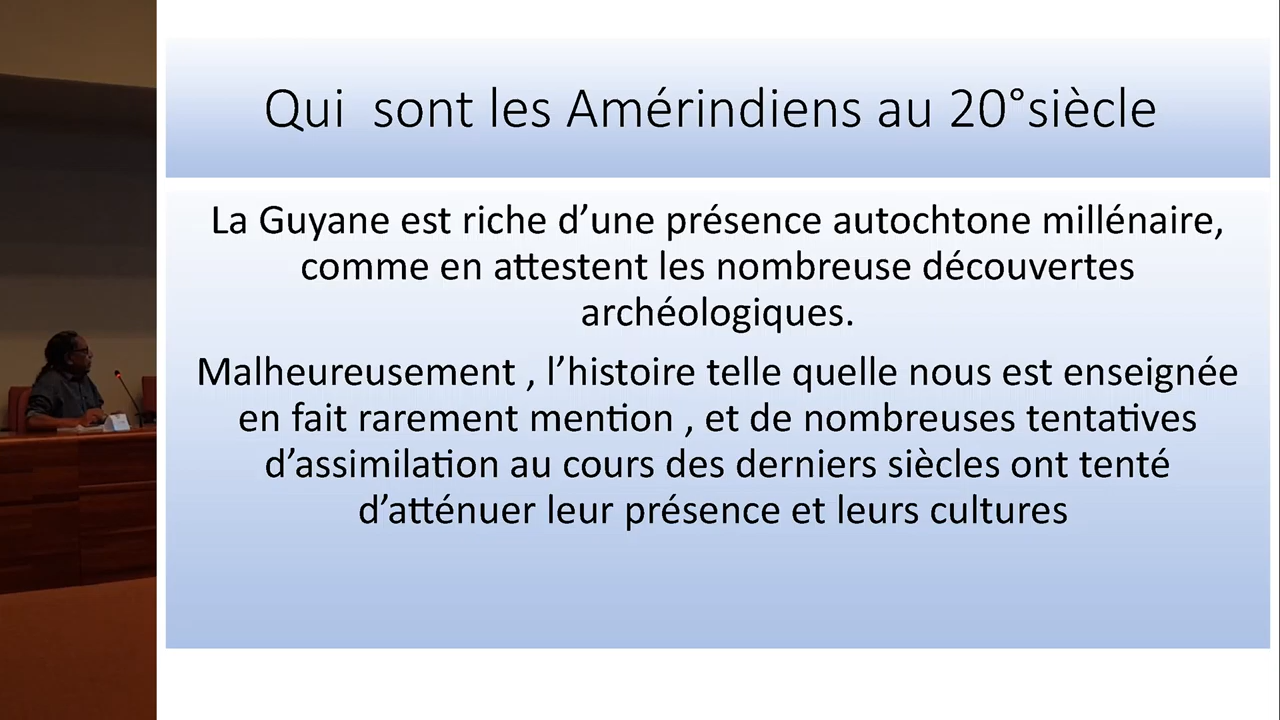 Qui  sont les Amérindiens au 20°siècle
La Guyane est riche d’une présence autochtone millénaire,
comme en attestent les nombreuse découvertes
archéologiques.
Malheureusement , l’histoire telle quelle nous est enseignée
en fait rarement mention , et de nombreuses tentatives
d’assimilation au cours des derniers siècles ont tenté
d’atténuer leur présence et leurs cultures